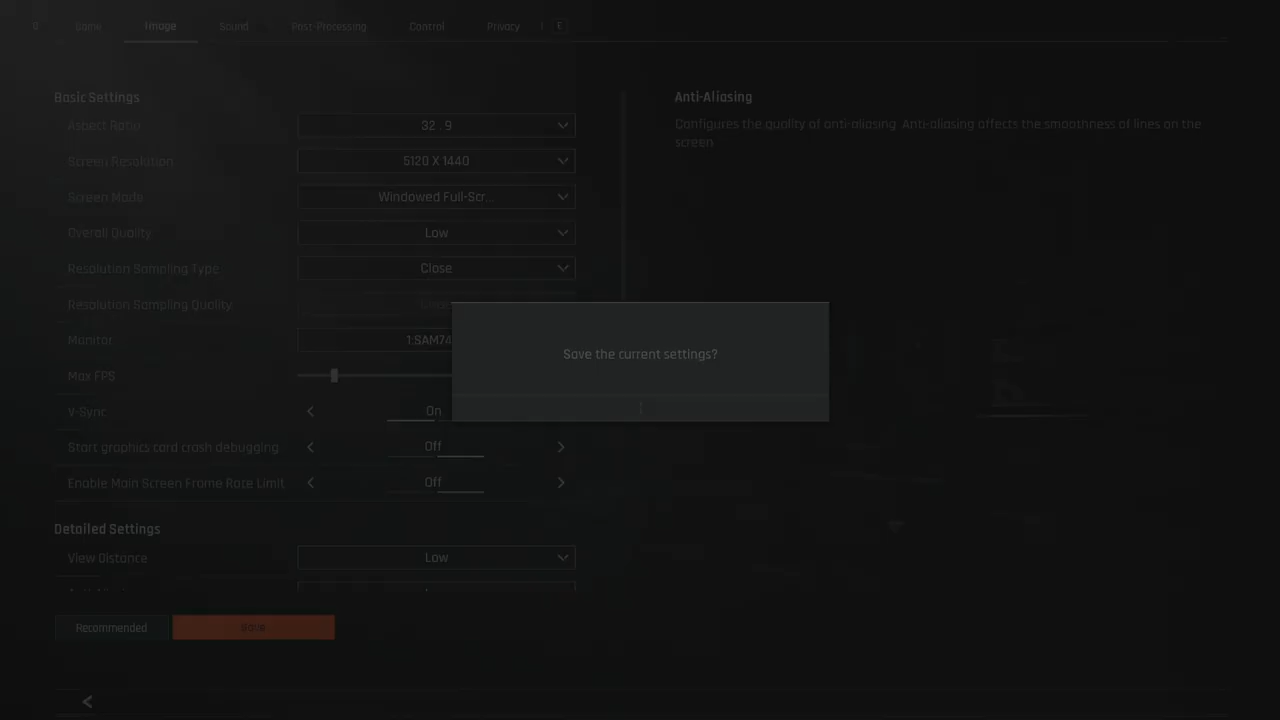 Q Game Image Sound Post-Processing Control Privacy E
Basic Settings
Aspect Ratio 32 : 9
Screen Resolution 5120 X 1440
Screen Mode Windowed Full-Scr...
Overall Quality Low
Resolution Sampling Type Close
Resolution Sampling Quality
Monitor 1:SAM74
Max FPS
V-Sync On
Start graphics card crash debugging Off
Enable Main Screen Frame Race Limit Off
Detailed Settings
View Distance Low
Recommended Save
Anti-Aliasing
Configures the quality of anti-aliasing. Anti-aliasing affects the smoothness of lines on the
screen.
Save the current settings?